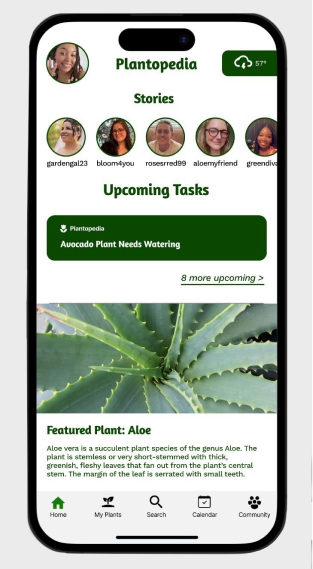 Plantopedia
57°
Stories
gardengal23 bloom4you rosesrred99 aloemyfriend greendiva
Upcoming Tasks
Plantopedia
Avocado Plant Needs Watering
8 more upcoming >
Featured Plant: Aloe
Aloe vera is a succulent plant species of the genus Aloe. The
plant is stemless or very short-stemmed with thick,
greenish, fleshy leaves that fan out from the plant's central
stem. The margin of the leaf is serrated with small teeth.
Home My Plants Search Calendar Community